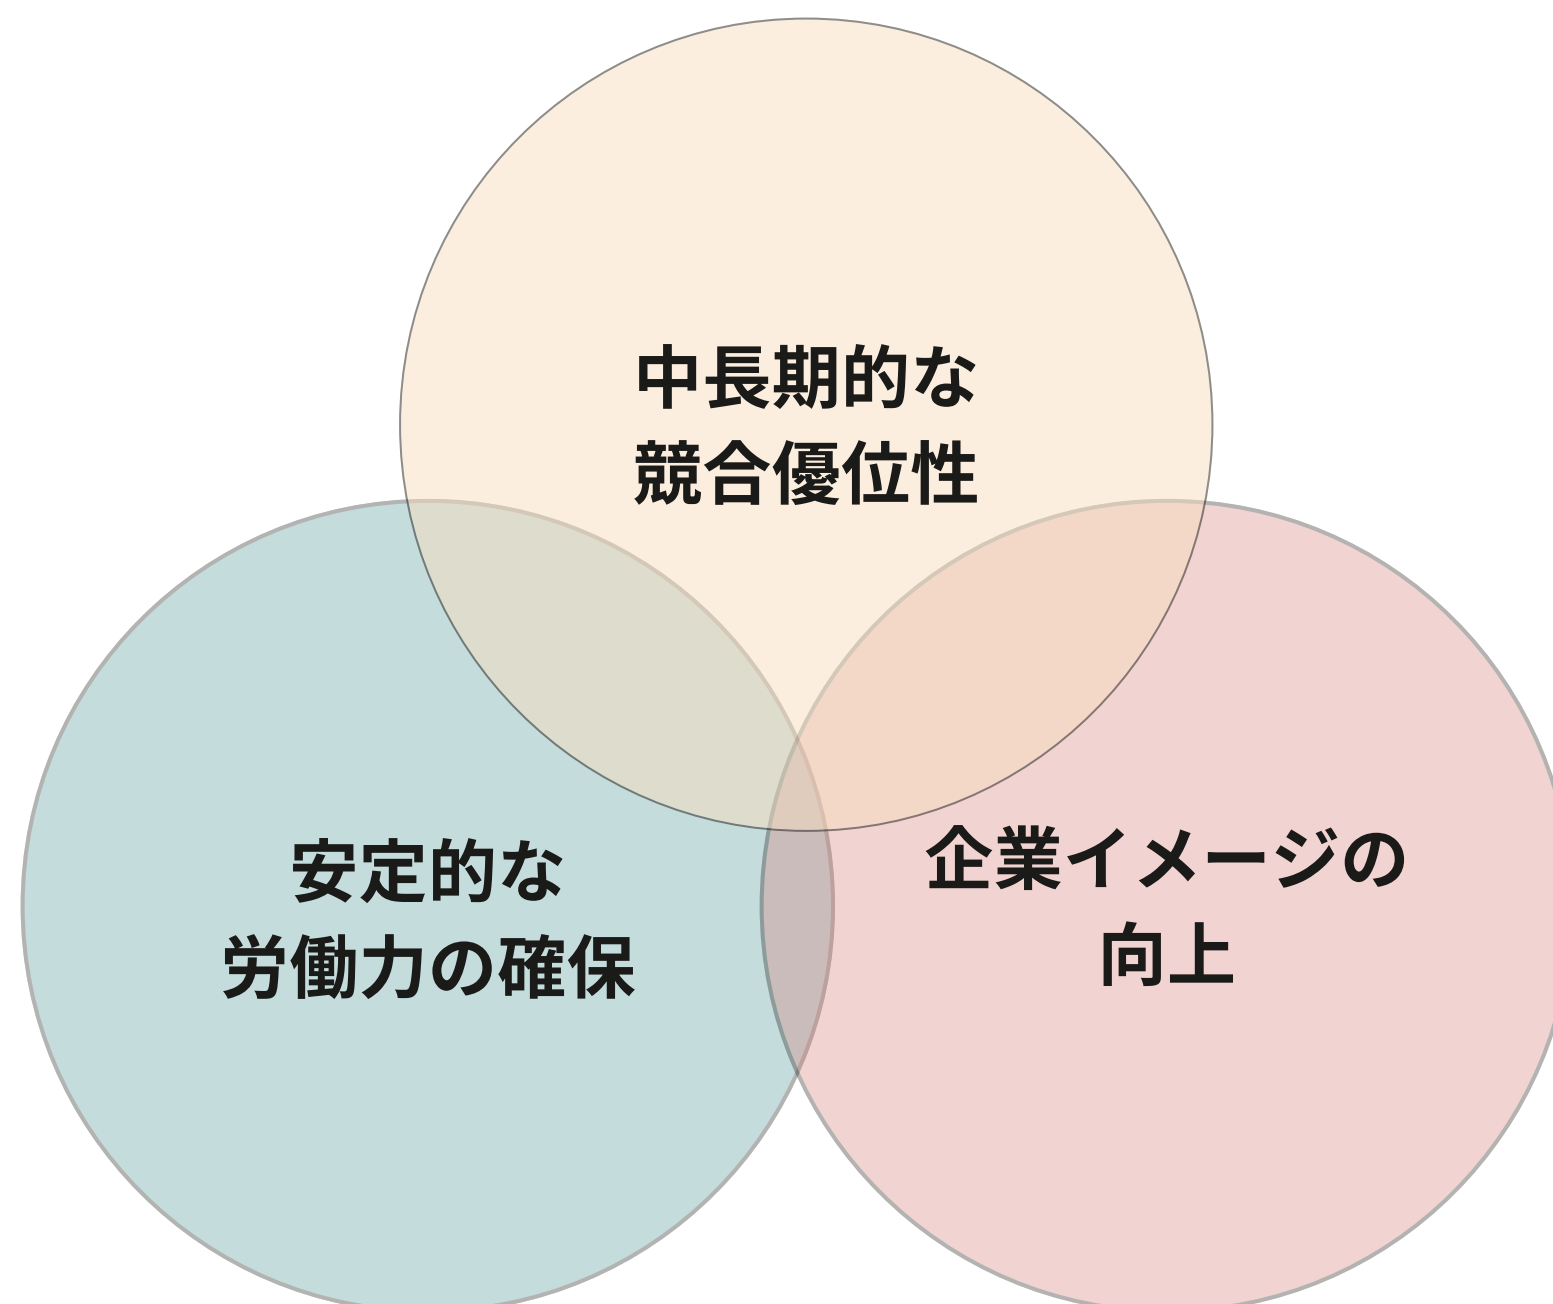 中長期的な
競合優位性
安定的な
労働力の確保
企業イメージの
向上